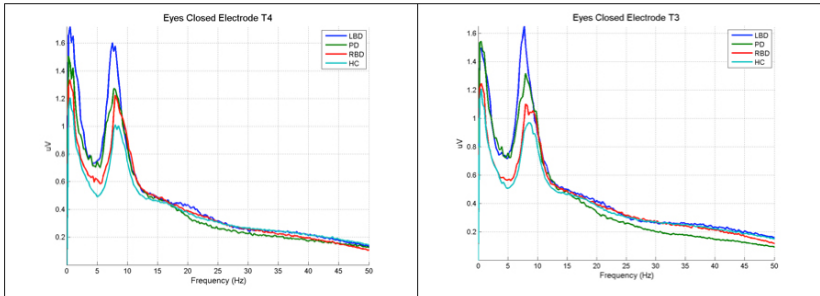 Eyes Closed Electrode T4
LBD
PD
RBD
HC
1.6
1.4
1.2
1
0.8
0.6
0.4
0.2
uV
0 5 10 15 20 25 30 35 40 45 50
Frequency (Hz)
Eyes Closed Electrode T3
LBD
PD
RBD
HC
1.6
1.4
1.2
1
0.8
0.6
0.4
0.2
uV
0 5 10 15 20 25 30 35 40 45 50
Frequency (Hz)